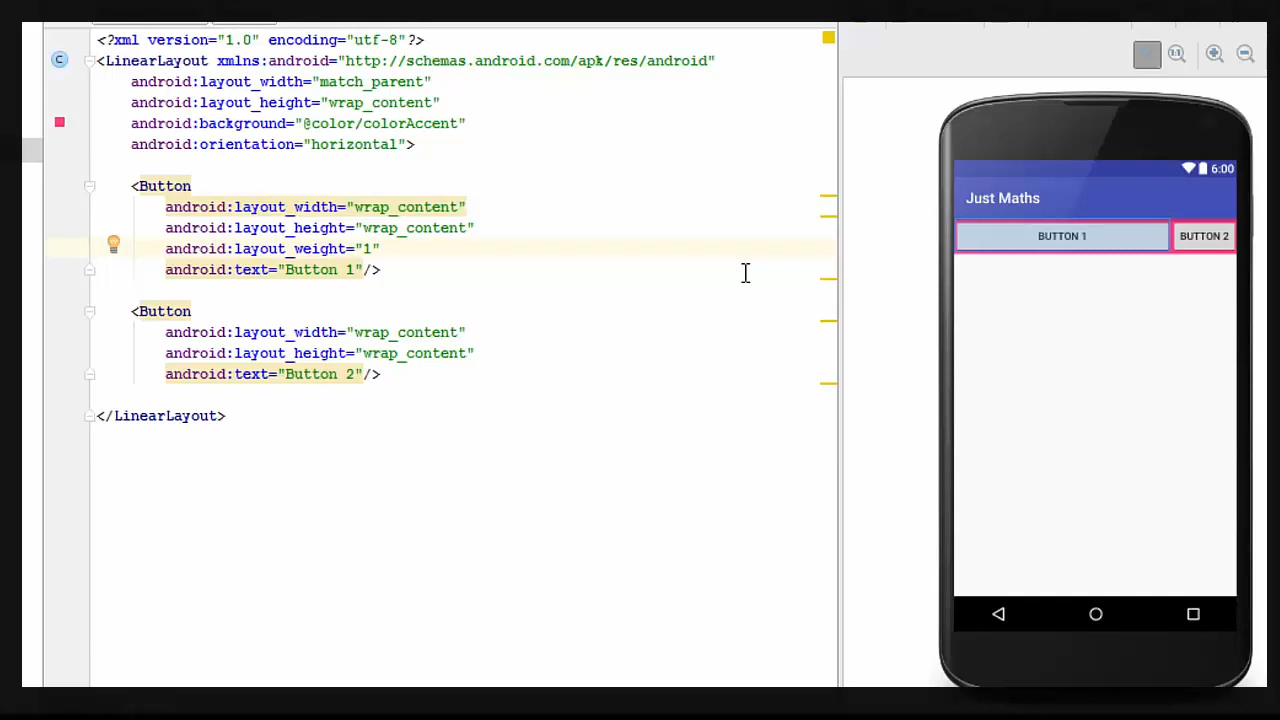 <?xml version="1.0" encoding="utf-8"?>
C
<LinearLayout xmlns:android="http://schemas.android.com/apk/res/android"
android:layout_width="match_parent"
android:layout_height="wrap_content"
android:background="@color/colorAccent"
android:orientation="horizontal">
<Button
android:layout_width="wrap_content"
android:layout_height="wrap_content"
android:layout_weight="1"
android:text="Button 1"/>
<Button
android:layout_width="wrap_content"
android:layout_height="wrap_content"
android:text="Button 2"/>
</LinearLayout>
1:1
6:00
Just Maths
BUTTON 1 BUTTON 2